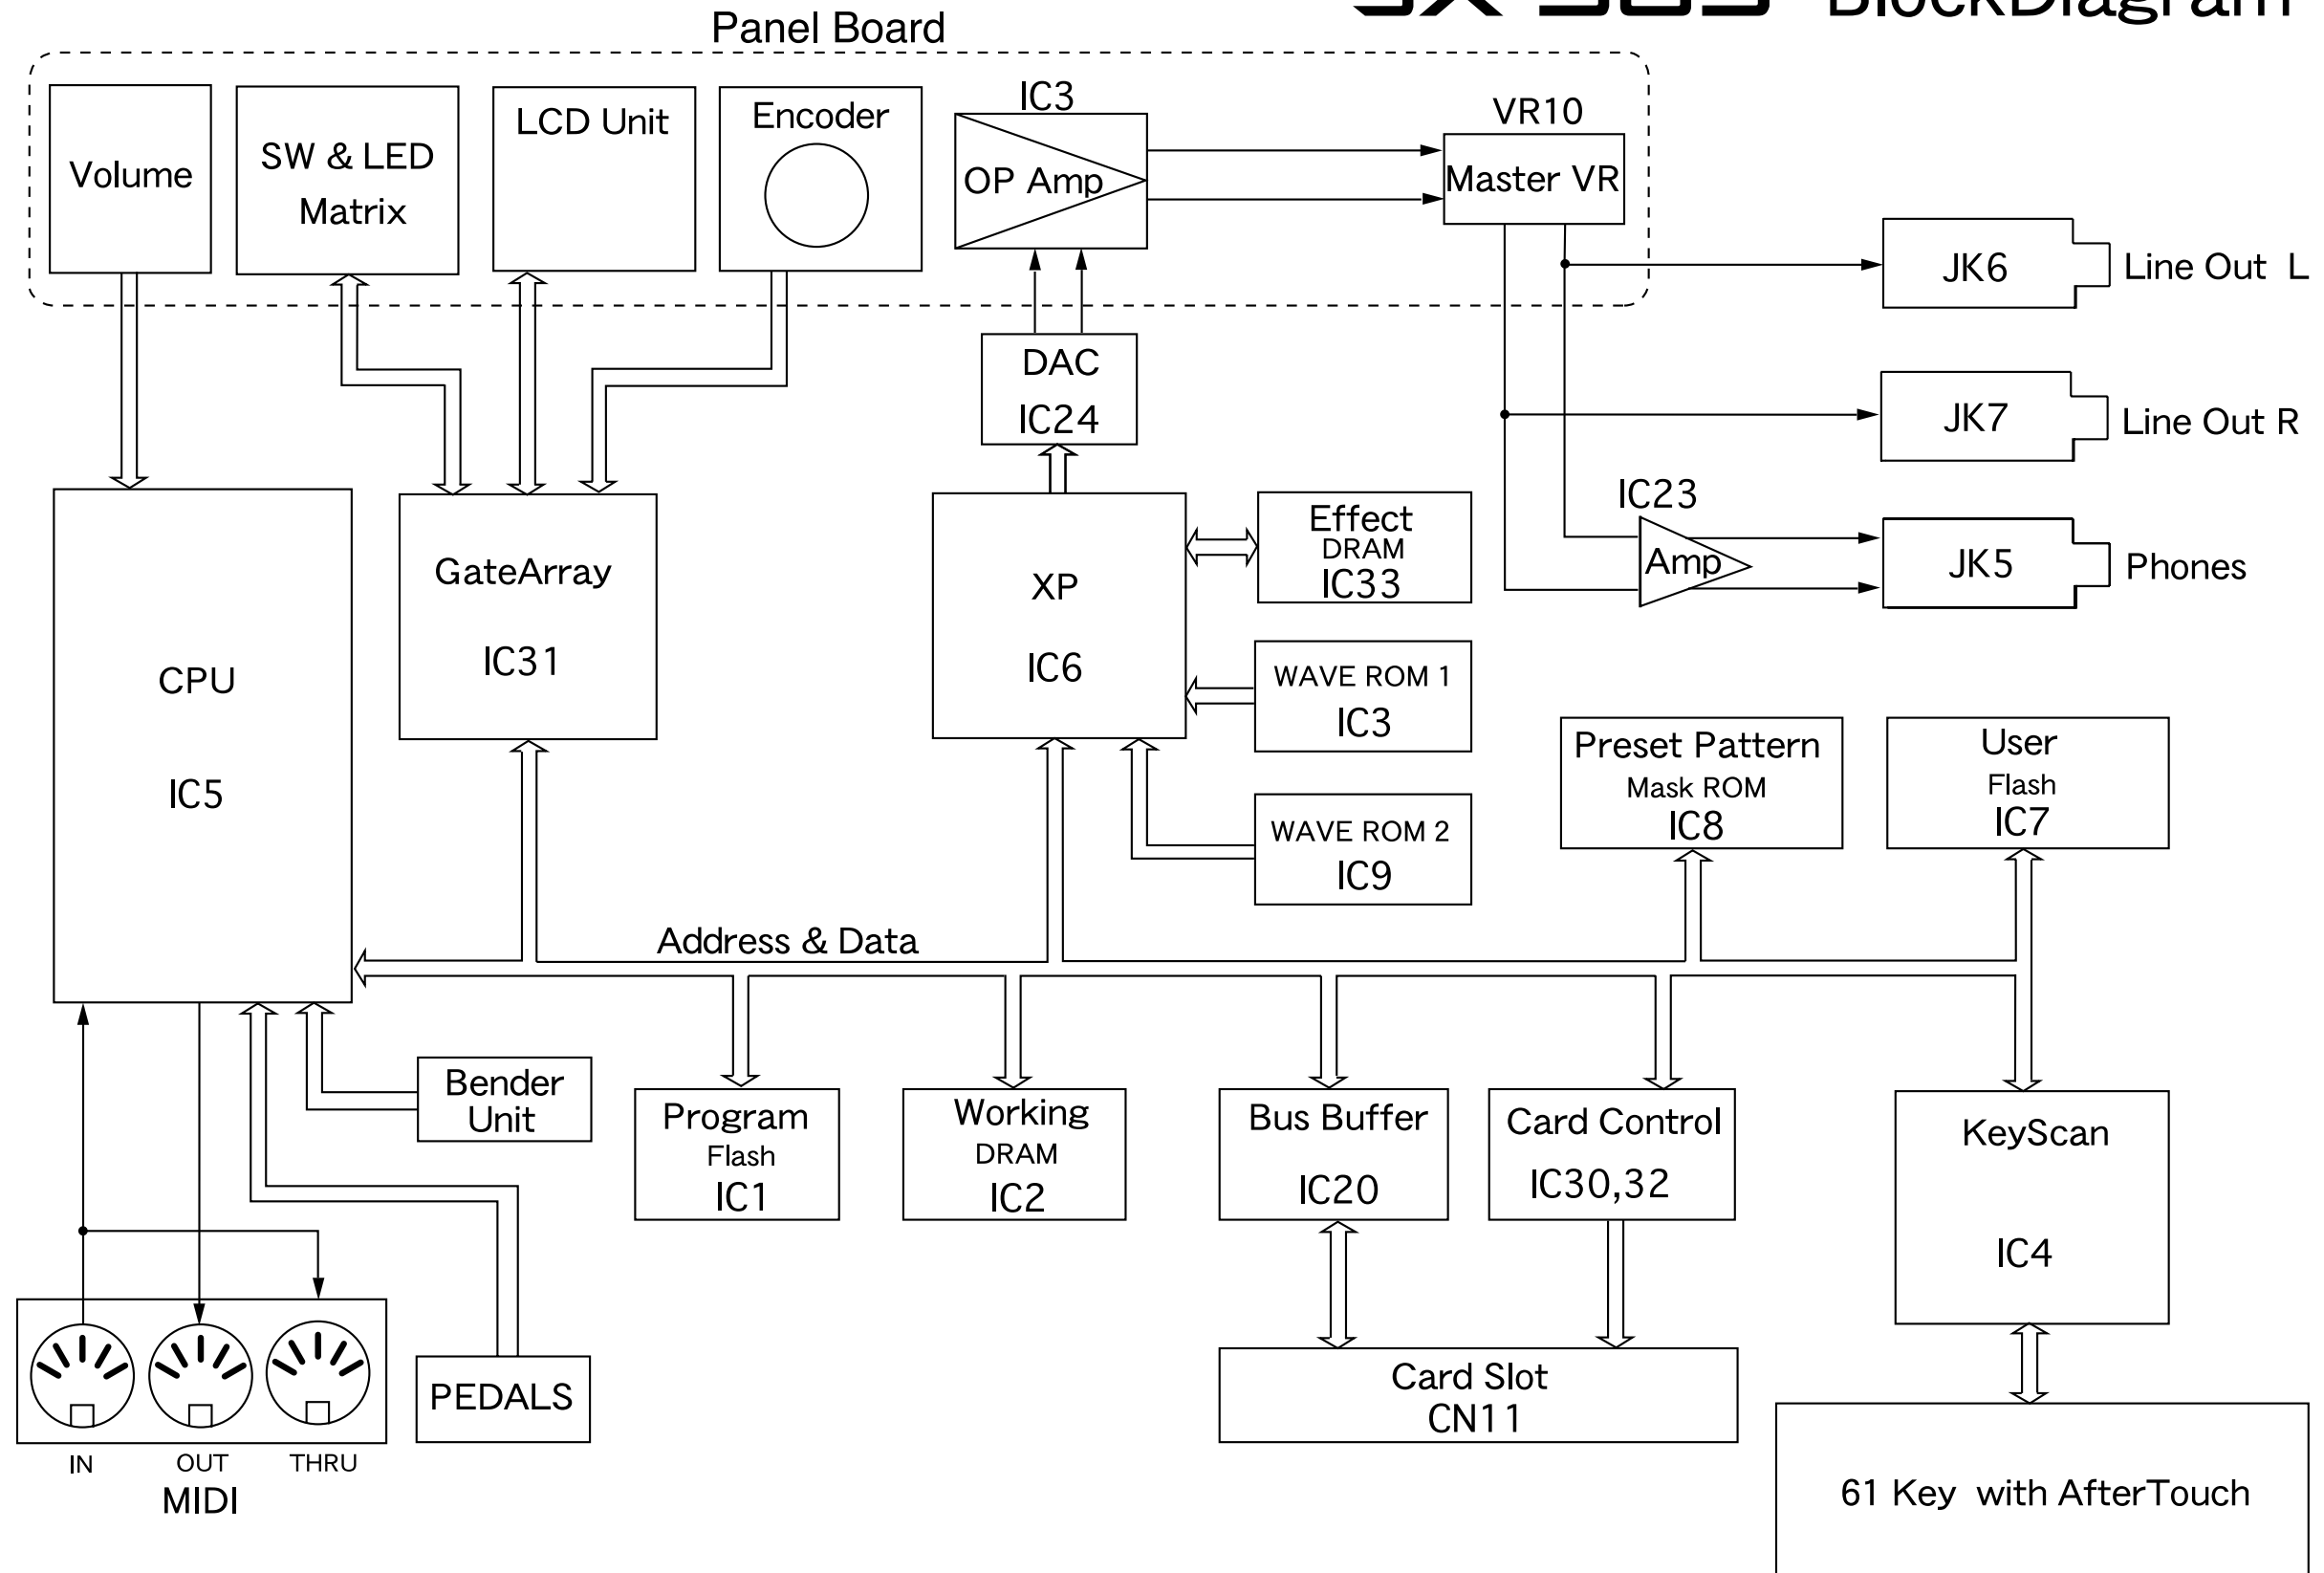 BlockDiagram
Panel Board
Volume
SW & LED
Matrix
LCD Unit
Encoder
IC3
OP Amp
VR10
Master VR
JK6
Line Out L
DAC
IC24
JK7
Line Out R
IC23
Amp
JK5
Phones
CPU
IC5
GateArray
IC31
XP
IC6
Effect
DRAM
IC33
WAVE ROM 1
IC3
WAVE ROM 2
IC9
Preset Pattern
Mask ROM
IC8
User
Flash
IC7
Address & Data
Bender
Unit
Program
Flash
IC1
Working
DRAM
IC2
Bus Buffer
IC20
Card Control
IC30,32
KeyScan
IC4
PEDALS
Card Slot
CN11
IN
OUT
THRU
MIDI
61 Key with AfterTouch